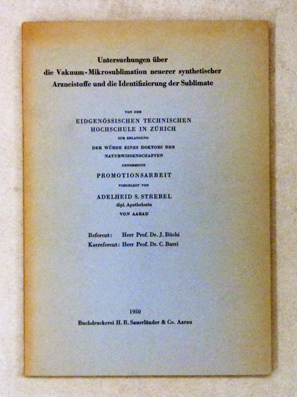 Untersuchungen über
die Vakuum-Mikrosublimation neuerer synthetischer
Arzneistoffe und die Identifizierung der Sublimate
VON DER
EIDGENÖSSISCHEN TECHNISCHEN
HOCHSCHULE IN ZÜRICH
ZUR ERLANGUNG
DER WÜRDE EINES DOKTORS DER
NATURWISSENSCHAFTEN
GENEHMIGTE
PROMOTIONSARBEIT
VORGELEGT VON
ADELHEID S. STREBEL
dipl. Apothekerin
VON AARAU
Referent: Herr Prof. Dr. J. Büchi
Korreferent: Herr Prof. Dr. C. Burri
1950
Buchdruckerei H. R. Sauerländer & Co. Aarau